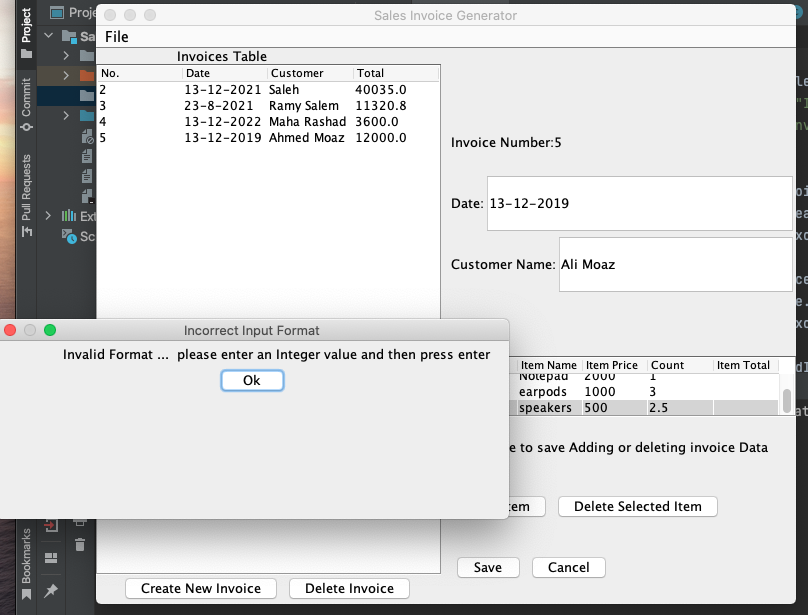 Project
Commit
Pull Requests
Bookmarks
Proje
Sa
Ext
Sc
Sales Invoice Generator
File
Invoices Table
No. Date Customer Total
2 13-12-2021 Saleh 40035.0
3 23-8-2021 Ramy Salem 11320.8
4 13-12-2022 Maha Rashad 3600.0
5 13-12-2019 Ahmed Moaz 12000.0
Invoice Number:5
Date: 13-12-2019
Customer Name: Ali Moaz
Incorrect Input Format
Invalid Format ... please enter an Integer value and then press enter
Ok
Item Name Item Price Count Item Total
Notepad 2000 1
earpods 1000 3
speakers 500 2.5
e to save Adding or deleting invoice Data
tem Delete Selected Item
Save Cancel
Create New Invoice Delete Invoice